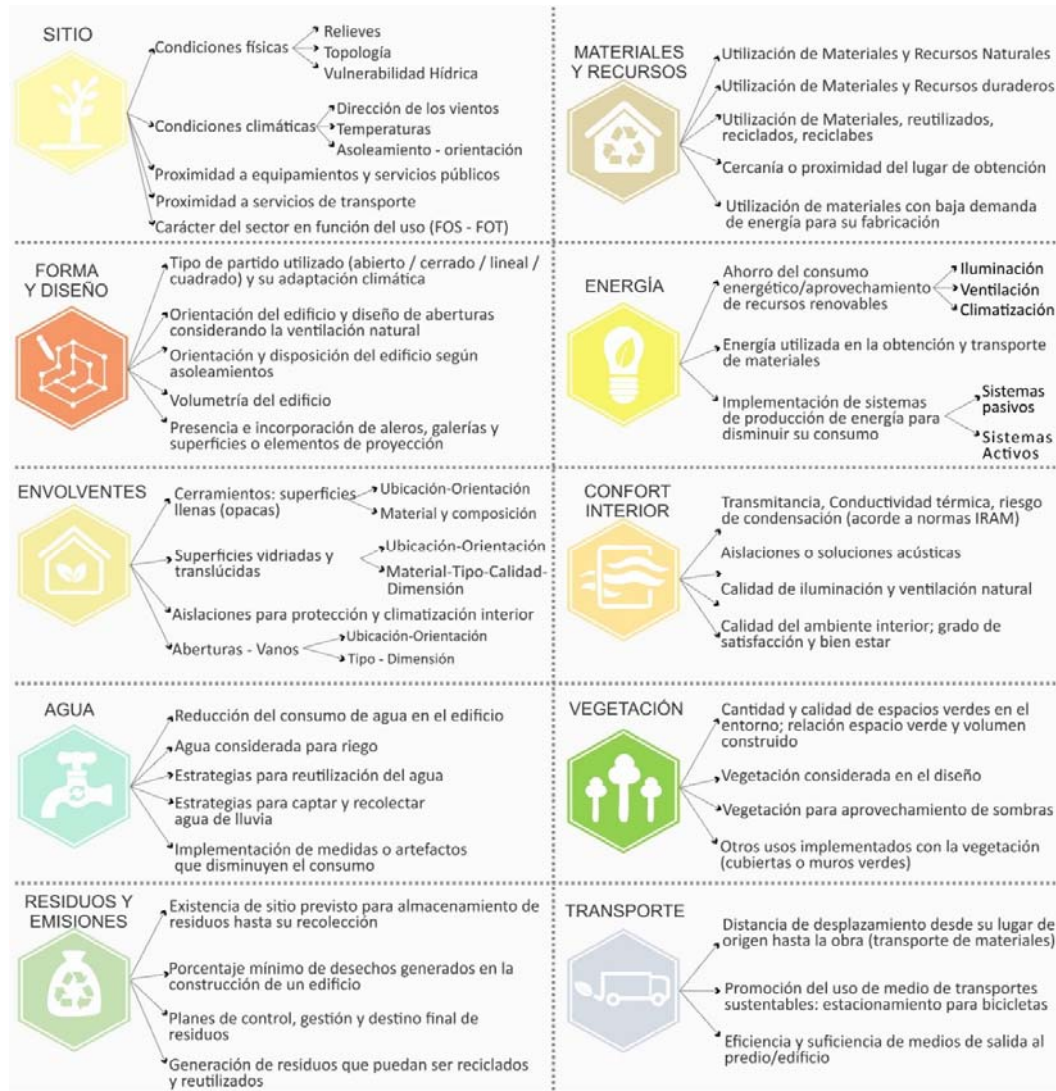 SITIO
Condiciones físicas
Relieves
Topología
Vulnerabilidad Hídrica
Condiciones climáticas
Dirección de los vientos
Temperaturas
Asoleamiento - orientación
Proximidad a equipamientos y servicios públicos
Proximidad a servicios de transporte
Carácter del sector en función del uso (FOS - FOT)
MATERIALES
Y RECURSOS
Utilización de Materiales y Recursos Naturales
Utilización de Materiales y Recursos duraderos
Utilización de Materiales, reutilizados,
reciclados, reciclabes
Cercanía o proximidad del lugar de obtención
Utilización de materiales con baja demanda
de energía para su fabricación
FORMA
Y DISEÑO
Tipo de partido utilizado (abierto / cerrado / lineal /
cuadrado) y su adaptación climática
Orientación del edificio y diseño de aberturas
considerando la ventilación natural
Orientación y disposición del edificio según
asoleamientos
Volumetría del edificio
Presencia e incorporación de aleros, galerías y
superficies o elementos de proyección
ENERGÍA
Ahorro del consumo
energético/aprovechamiento
de recursos renovables
Iluminación
Ventilación
Climatización
Energía utilizada en la obtención y transporte
de materiales
Implementación de sistemas
de producción de energía para
disminuir su consumo
Sistemas
pasivos
Sistemas
Activos
ENVOLVENTES
Cerramientos: superficies
llenas (opacas)
Ubicación-Orientación
Material y composición
Superficies vidriadas y
translúcidas
Ubicación-Orientación
Material-Tipo-Calidad-
Dimensión
Aislaciones para protección y climatización interior
Aberturas - Vanos
Ubicación-Orientación
Tipo - Dimensión
CONFORT
INTERIOR
Transmitancia, Conductividad térmica, riesgo
de condensación (acorde a normas IRAM)
Aislaciones o soluciones acústicas
Calidad de iluminación y ventilación natural
Calidad del ambiente interior; grado de
satisfacción y bien estar
AGUA
Reducción del consumo de agua en el edificio
Agua considerada para riego
Estrategias para reutilización del agua
Estrategias para captar y recolectar
agua de lluvia
Implementación de medidas o artefactos
que disminuyen el consumo
VEGETACIÓN
Cantidad y calidad de espacios verdes en el
entorno; relación espacio verde y volumen
construido
Vegetación considerada en el diseño
Vegetación para aprovechamiento de sombras
Otros usos implementados con la vegetación
(cubiertas o muros verdes)
RESIDUOS Y
EMISIONES
Existencia de sitio previsto para almacenamiento de
residuos hasta su recolección
Porcentaje mínimo de desechos generados en la
construcción de un edificio
Planes de control, gestión y destino final de
residuos
Generación de residuos que puedan ser reciclados
y reutilizados
TRANSPORTE
Distancia de desplazamiento desde su lugar de
origen hasta la obra (transporte de materiales)
Promoción del uso de medio de transportes
sustentables: estacionamiento para bicicletas
Eficiencia y suficiencia de medios de salida al
predio/edificio